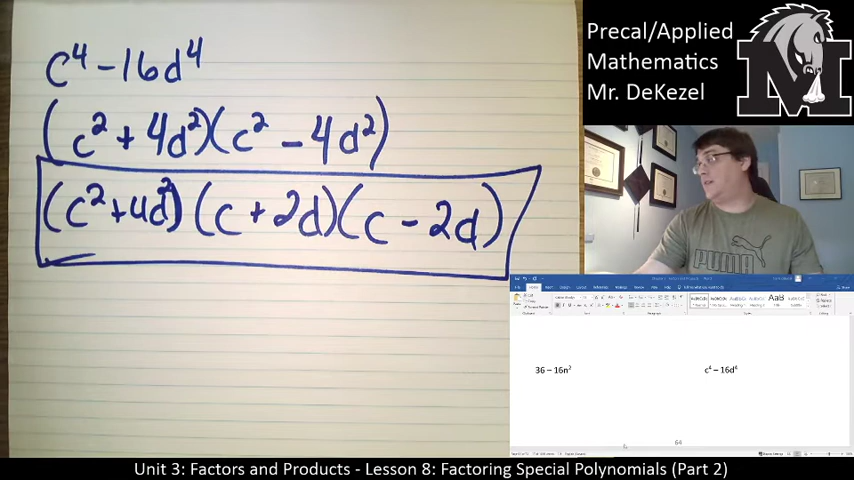 c⁴ – 16d⁴
(c² + 4d²)(c² – 4d²)
(c² + 4d²)(c + 2d)(c – 2d)
Precal/Applied
Mathematics
Mr. DeKezel
M
PUMA
36 – 16n²
c⁴ – 16d⁴
64
Unit 3: Factors and Products - Lesson 8: Factoring Special Polynomials (Part 2)